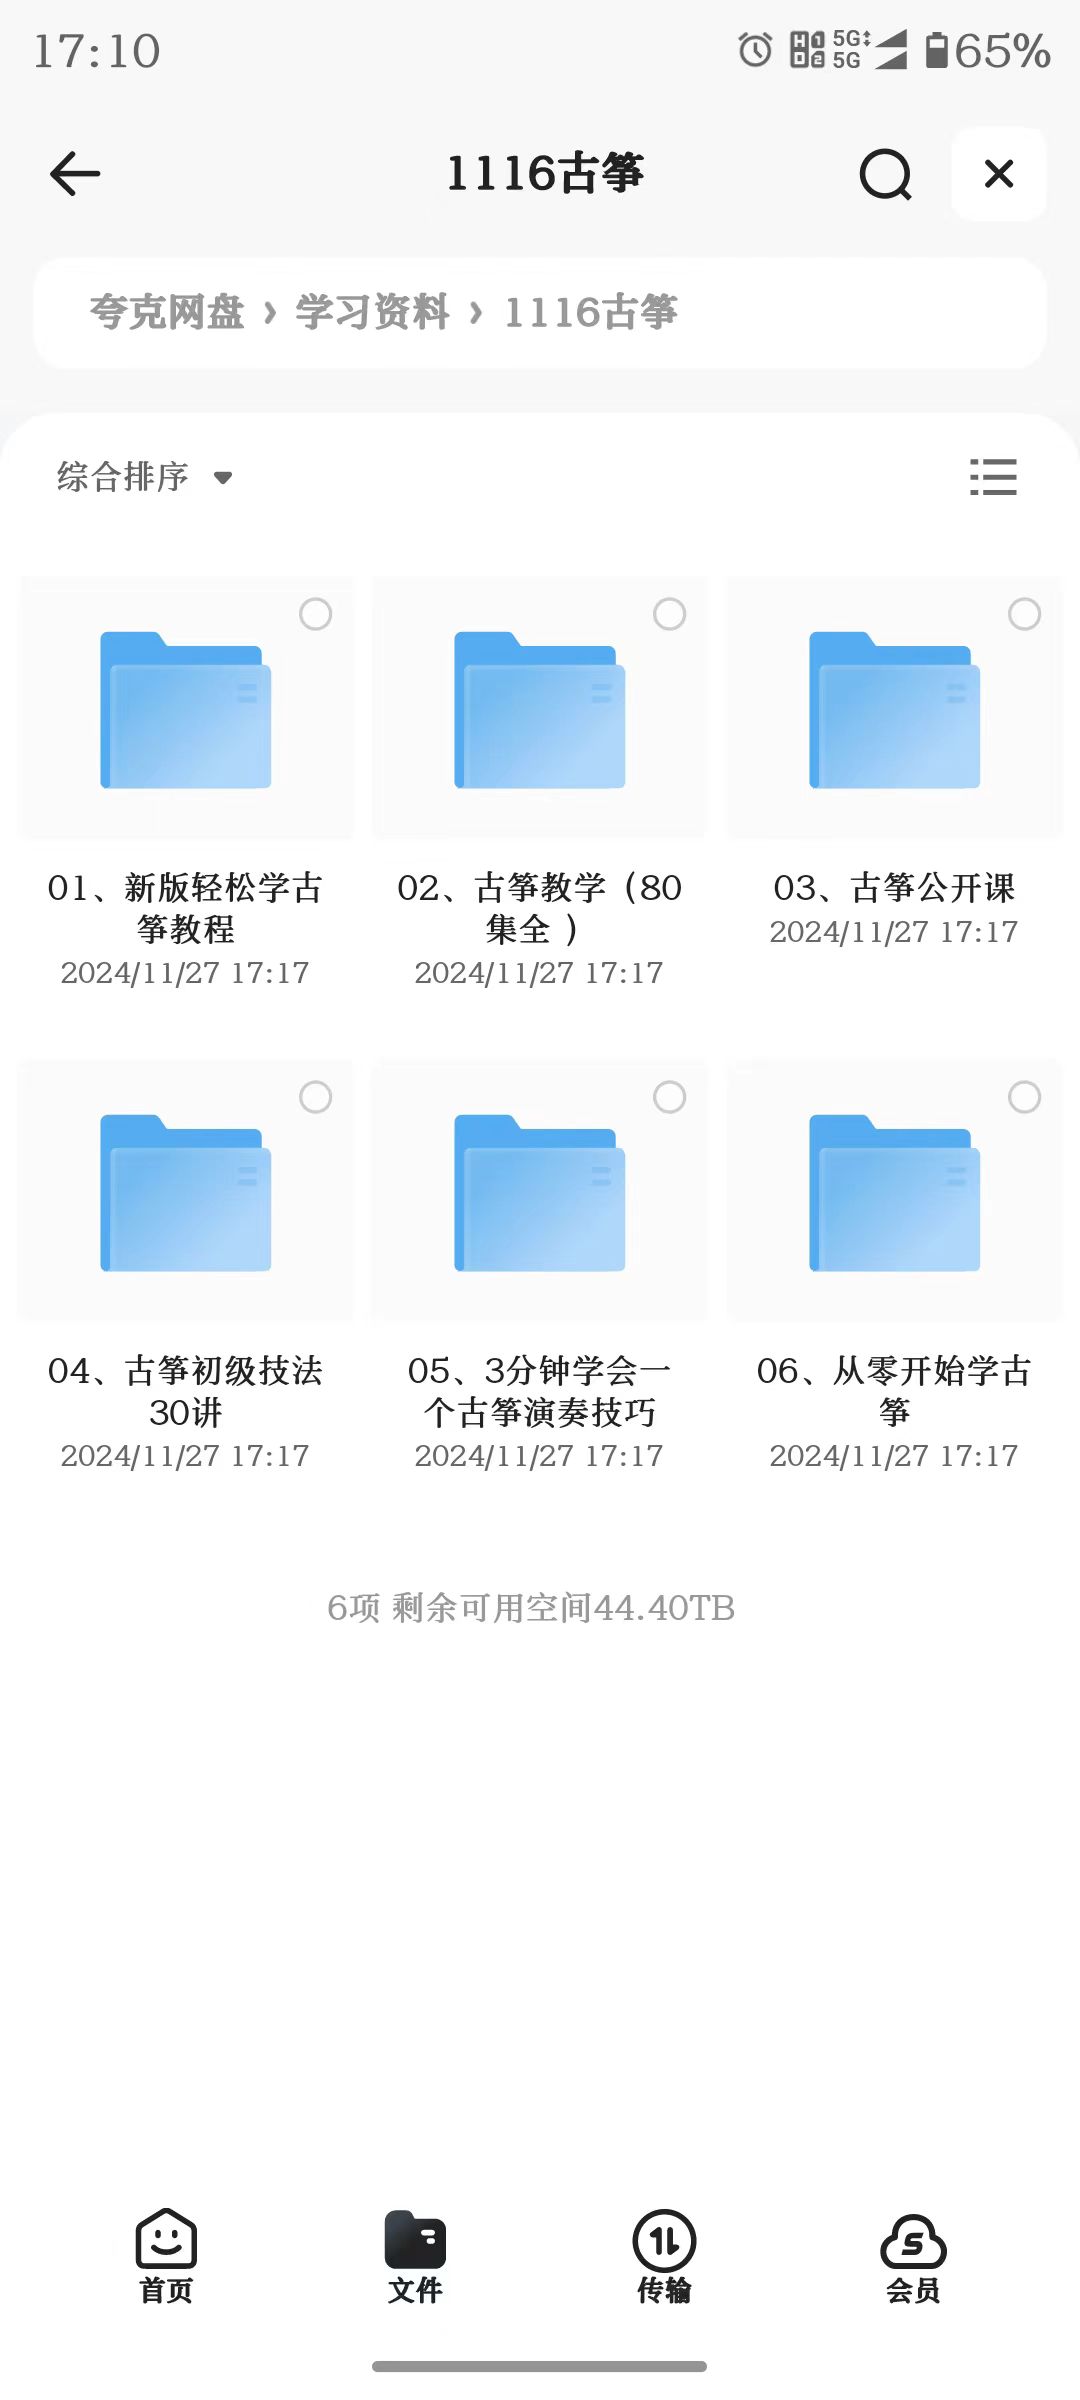 17:10
5G
5G
65%
1116古筝
夸克网盘 › 学习资料 › 1116古筝
综合排序
01、新版轻松学古
筝教程
2024/11/27 17:17
02、古筝教学（80
集全 ）
2024/11/27 17:17
03、古筝公开课
2024/11/27 17:17
04、古筝初级技法
30讲
2024/11/27 17:17
05、3分钟学会一
个古筝演奏技巧
2024/11/27 17:17
06、从零开始学古
筝
2024/11/27 17:17
6项 剩余可用空间44.40TB
首页
文件
传输
会员